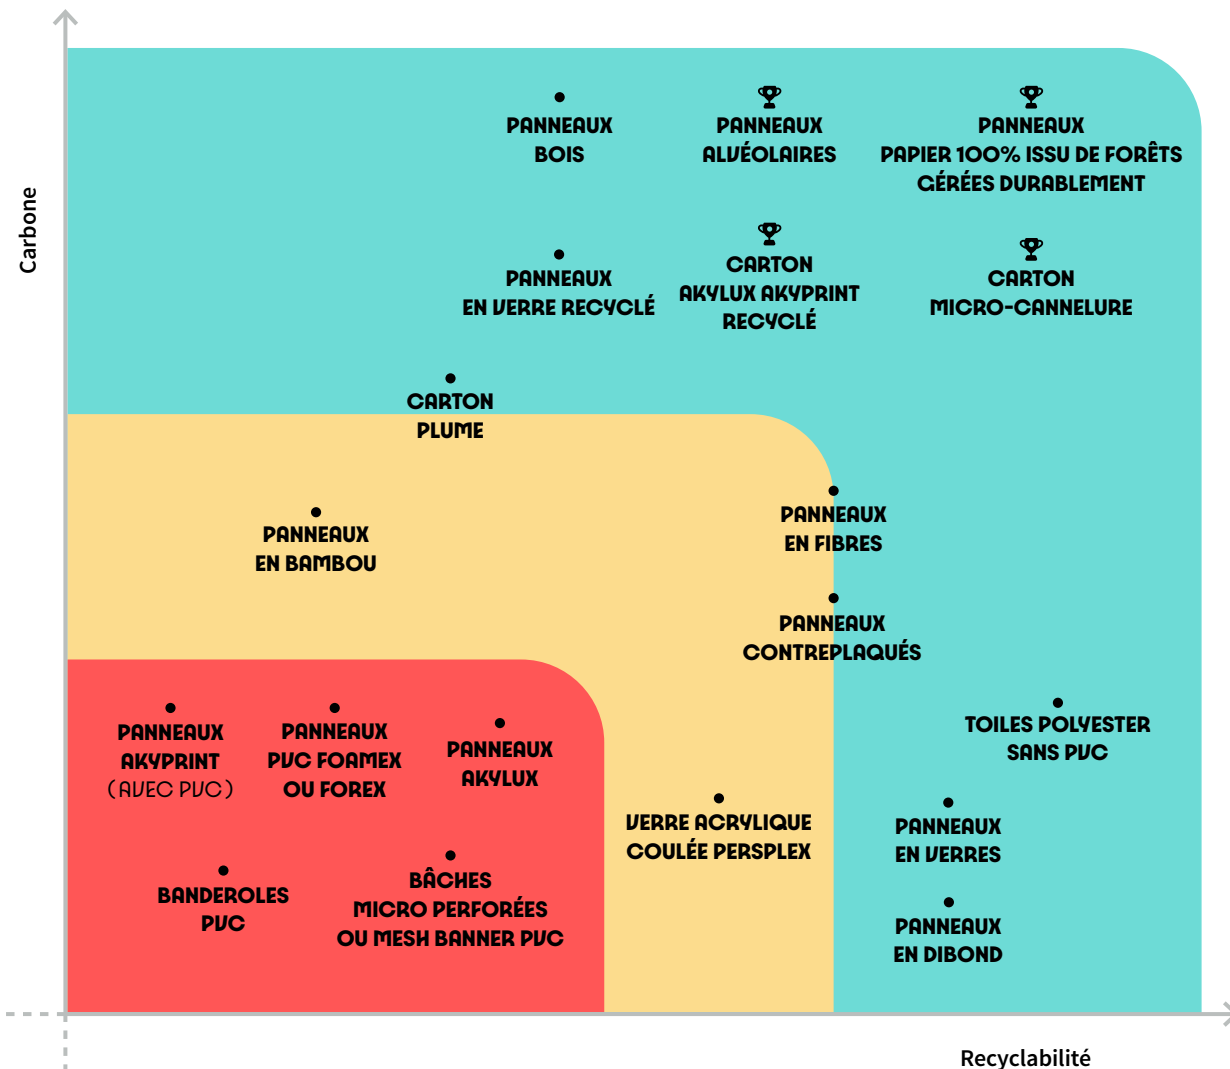 Carbone
PANNEAUX
BOIS
PANNEAUX
ALVÉOLAIRES
PANNEAUX
PAPIER 100% ISSU DE FORÊTS
GÉRÉES DURABLEMENT
PANNEAUX
EN VERRE RECYCLÉ
CARTON
AKYLUX AKYPRINT
RECYCLÉ
CARTON
MICRO-CANNELURE
CARTON
PLUME
PANNEAUX
EN BAMBOU
PANNEAUX
EN FIBRES
PANNEAUX
CONTREPLAQUÉS
PANNEAUX
AKYPRINT
(AVEC PVC)
PANNEAUX
PVC FOAMEX
OU FOREX
PANNEAUX
AKYLUX
TOILES POLYESTER
SANS PVC
VERRE ACRYLIQUE
COULÉE PERSPLEX
PANNEAUX
EN VERRES
BANDEROLES
PVC
BÂCHES
MICRO PERFORÉES
OU MESH BANNER PVC
PANNEAUX
EN DIBOND
Recyclabilité